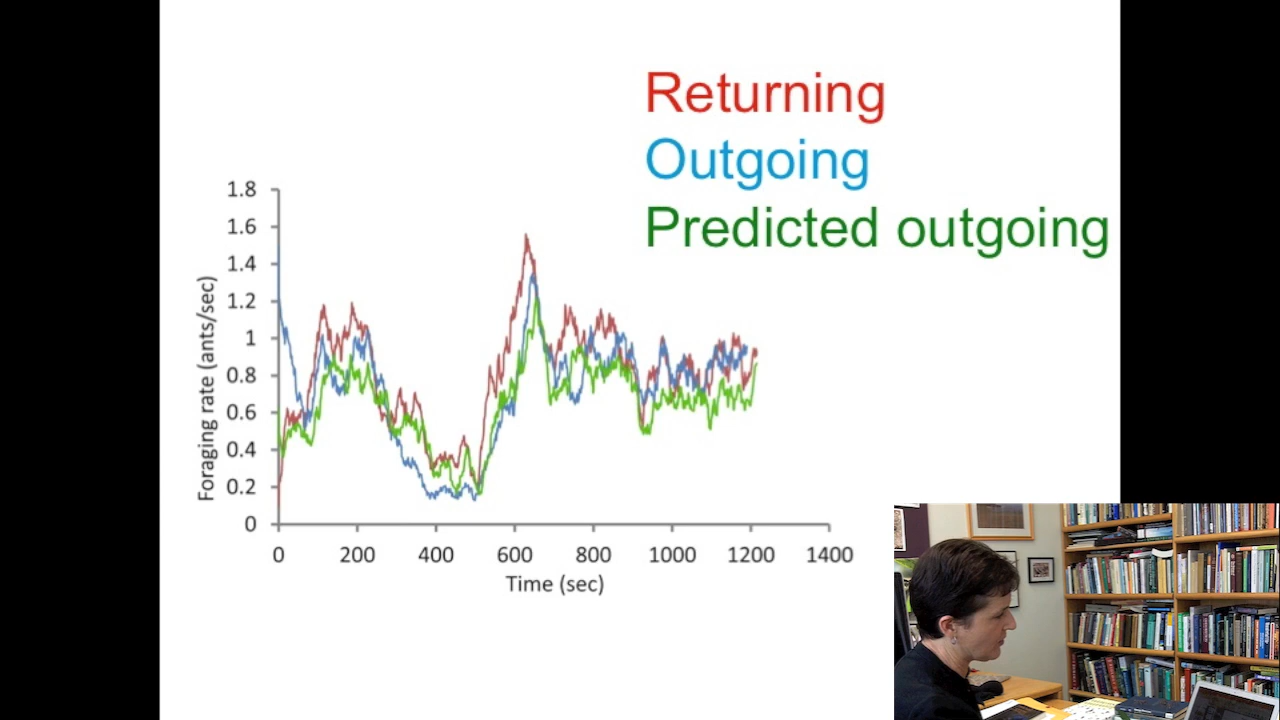 Returning
Outgoing
Predicted outgoing
1.8
1.6
1.4
1.2
1
0.8
0.6
0.4
0.2
0
Foraging rate (ants/sec)
0 200 400 600 800 1000 1200 1400
Time (sec)